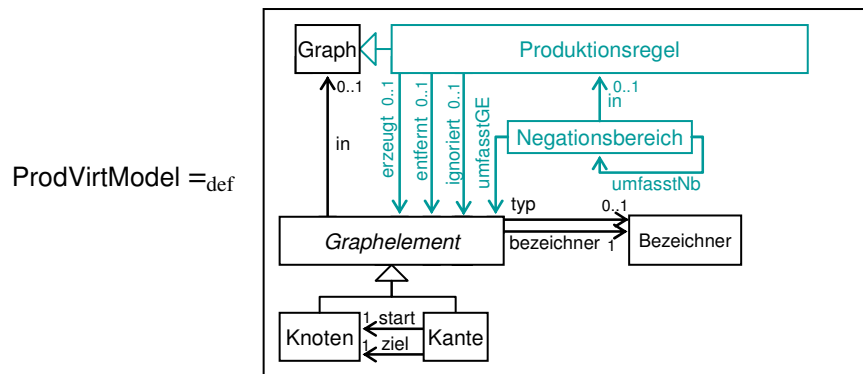 Graph
Produktionsregel
0..1
in
erzeugt 0..1
entfernt 0..1
ignoriert 0..1
umfasstGE
0..1
in
Negationsbereich
umfasstNb
ProdVirtModel =def
typ
0..1
Graphelement
bezeichner
1
Bezeichner
Knoten
1
start
1
ziel
Kante